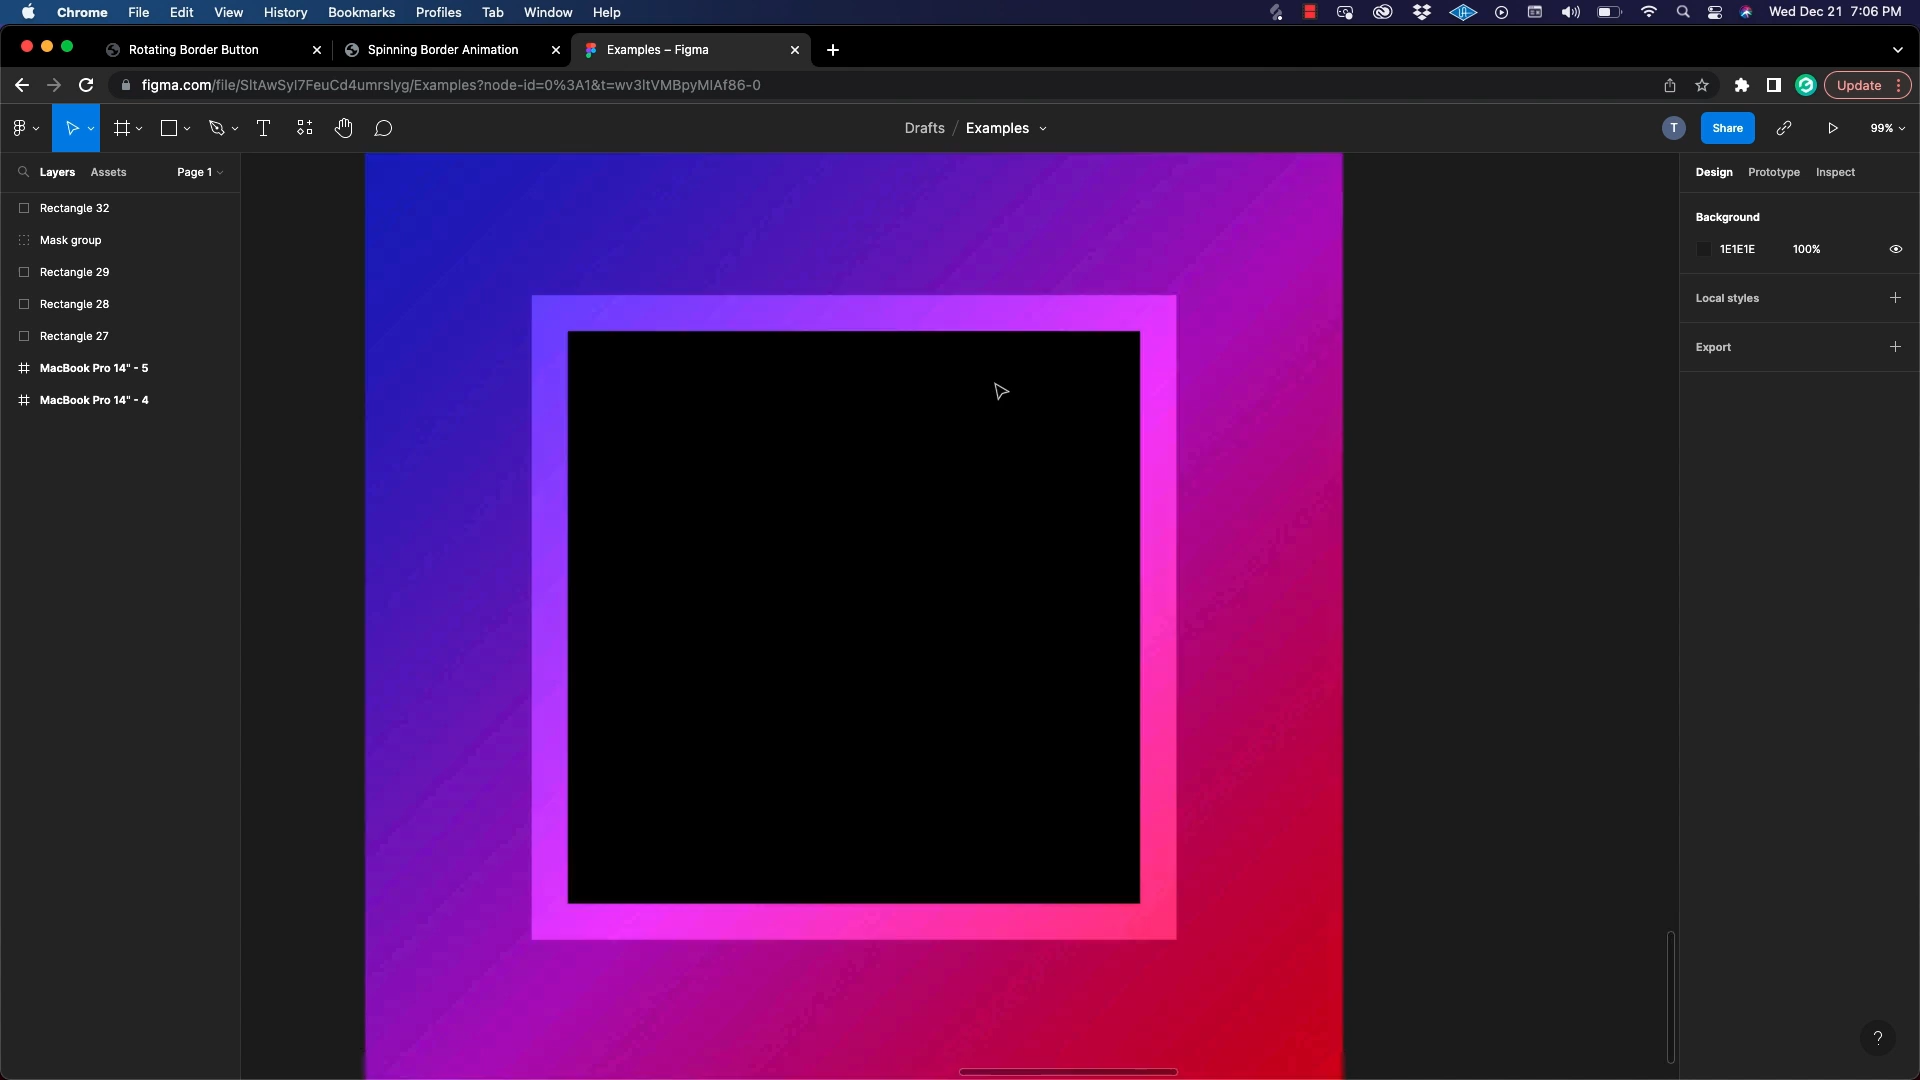 Chrome File Edit View History Bookmarks Profiles Tab Window Help Wed Dec 21 7:06 PM
Rotating Border Button Spinning Border Animation Examples – Figma
figma.com/file/SltAwSyl7FeuCd4umrslyg/Examples?node-id=0%3A1&t=wv3ltVMBpyMlAf86-0 Update
Drafts / Examples T Share 99%
Layers Assets Page 1
Design Prototype Inspect
Rectangle 32
Background
Mask group
1E1E1E 100%
Rectangle 29
Local styles
Rectangle 28
Rectangle 27
Export
MacBook Pro 14" - 5
MacBook Pro 14" - 4
?